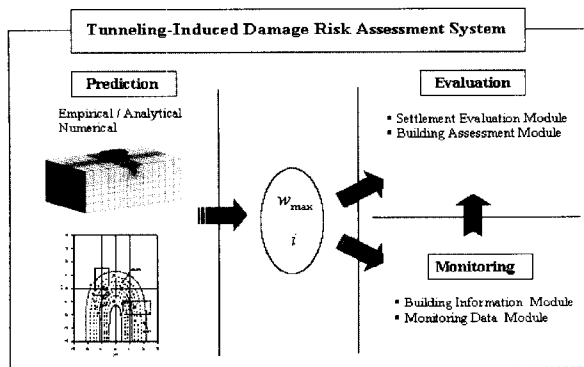 Tunneling-Induced Damage Risk Assessment System
Prediction
Empirical / Analytical
Numerical
w max
i
Evaluation
▪ Settlement Evaluation Module
▪ Building Assessment Module
Monitoring
▪ Building Information Module
▪ Monitoring Data Module